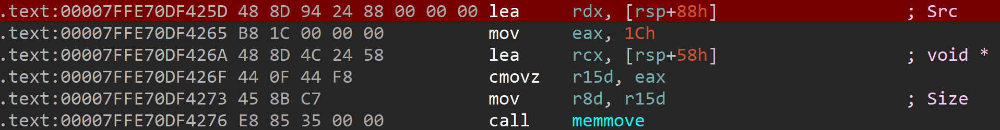 .text:00007FFE70DF425D 48 8D 94 24 88 00 00 00 lea rdx, [rsp+88h] ; Src
.text:00007FFE70DF4265 B8 1C 00 00 00 mov eax, 1Ch
.text:00007FFE70DF426A 48 8D 4C 24 58 lea rcx, [rsp+58h] ; void *
.text:00007FFE70DF426F 44 0F 44 F8 cmovz r15d, eax
.text:00007FFE70DF4273 45 8B C7 mov r8d, r15d ; Size
.text:00007FFE70DF4276 E8 85 35 00 00 call memmove